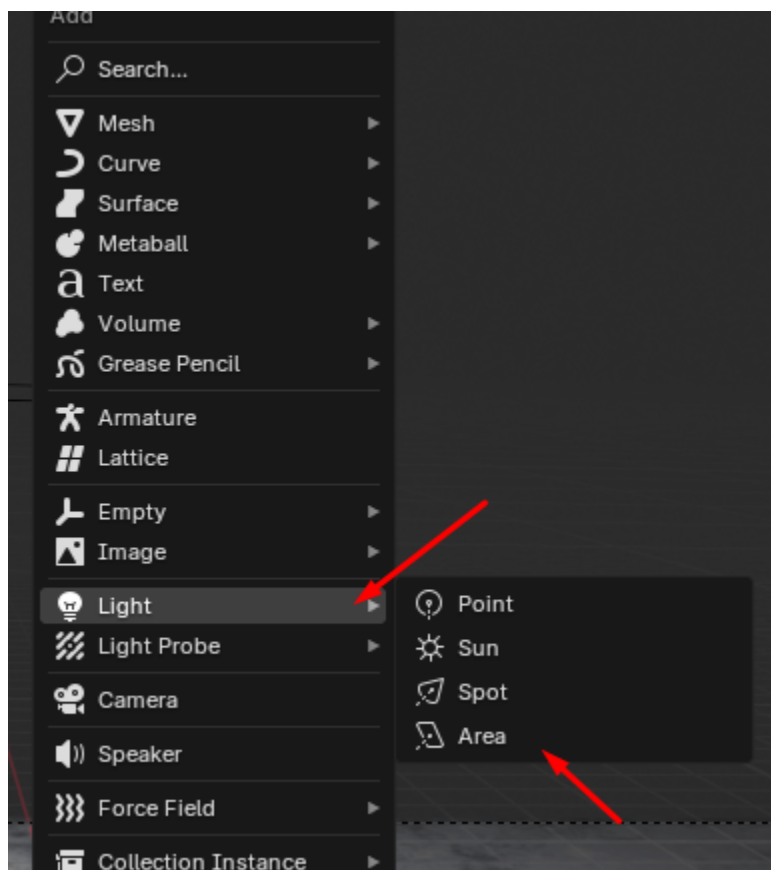 Add
Search...
Mesh
Curve
Surface
Metaball
Text
Volume
Grease Pencil
Armature
Lattice
Empty
Image
Light
Light Probe
Camera
Speaker
Force Field
Collection Instance
Point
Sun
Spot
Area